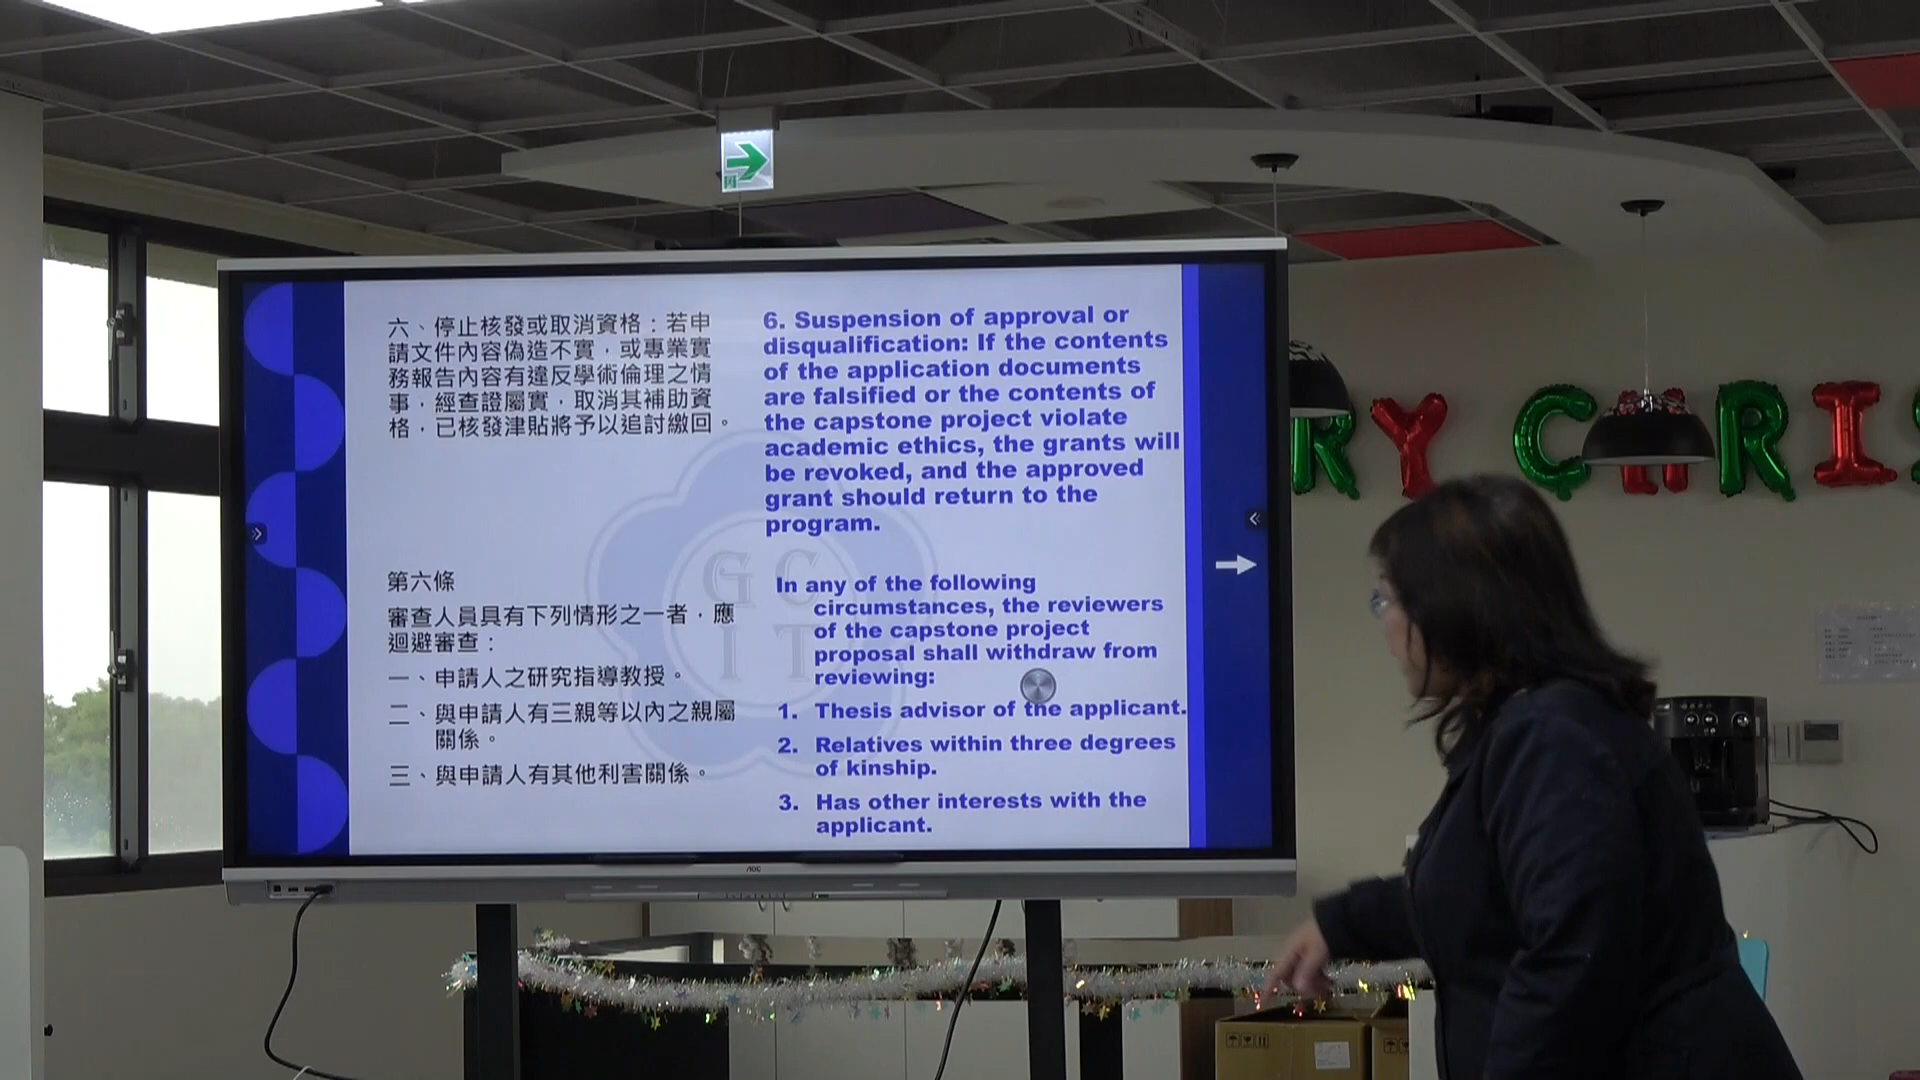 六、停止核發或取消資格：若申
請文件內容偽造不實，或專業實
務報告內容有違反學術倫理之情
事，經查證屬實，取消其補助資
格，已核發津貼將予以追討繳回。
第六條
審查人員具有下列情形之一者，應
迴避審查：
一、申請人之研究指導教授。
二、與申請人有三親等以內之親屬
關係。
三、與申請人有其他利害關係。
6. Suspension of approval or
disqualification: If the contents
of the application documents
are falsified or the contents of
the capstone project violate
academic ethics, the grants will
be revoked, and the approved
grant should return to the
program.
In any of the following
circumstances, the reviewers
of the capstone project
proposal shall withdraw from
reviewing:
1. Thesis advisor of the applicant.
2. Relatives within three degrees
of kinship.
3. Has other interests with the
applicant.
GC
IT
AOC
RY CHRIS